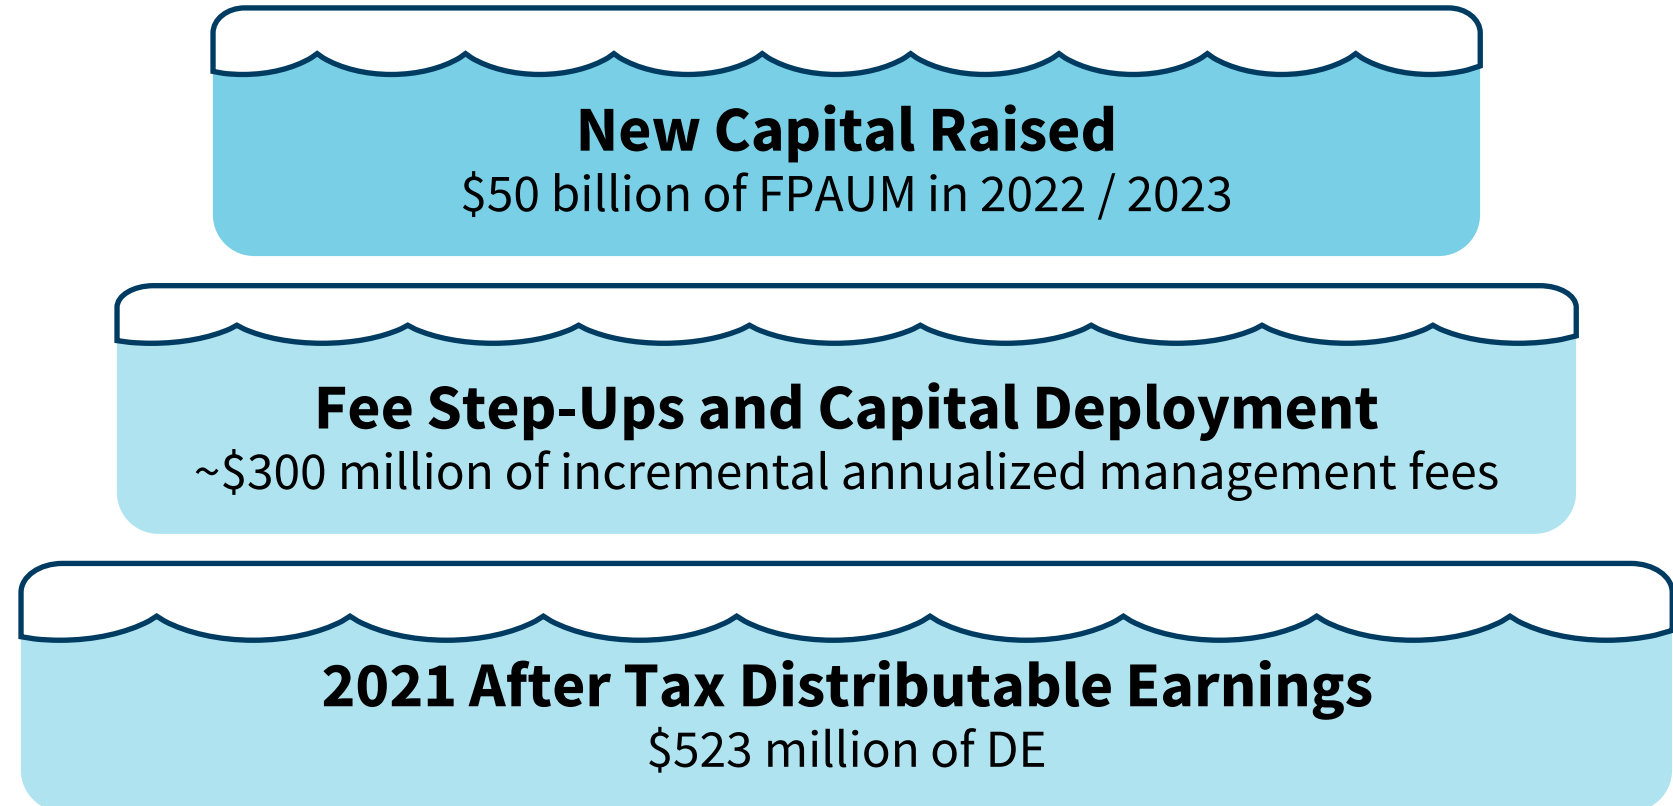 New Capital Raised
$50 billion of FPAUM in 2022 / 2023
Fee Step-Ups and Capital Deployment
~$300 million of incremental annualized management fees
2021 After Tax Distributable Earnings
$523 million of DE